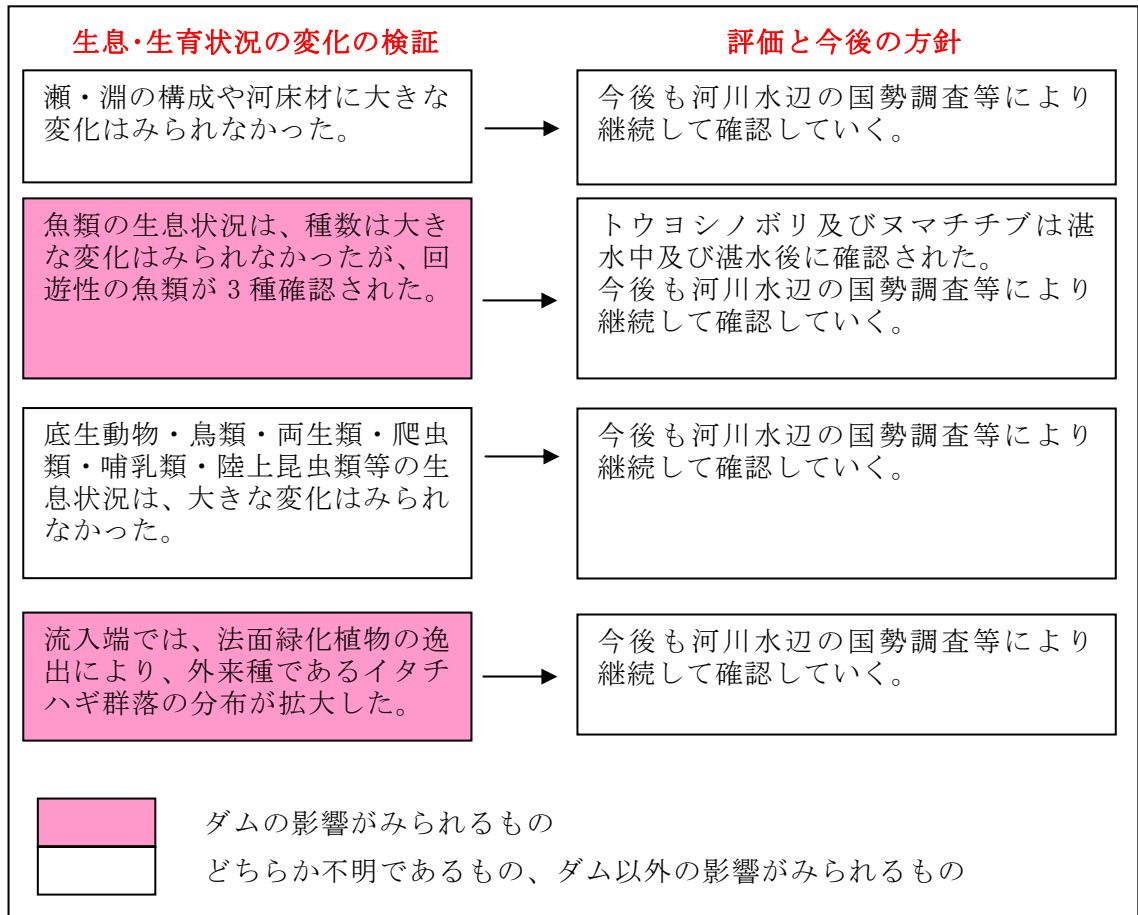 生息･生育状況の変化の検証
評価と今後の方針
瀬・淵の構成や河床材に大きな
変化はみられなかった。
今後も河川水辺の国勢調査等により
継続して確認していく。
魚類の生息状況は、種数は大き
な変化はみられなかったが、回
遊性の魚類が 3 種確認された。
トウヨシノボリ及びヌマチチブは湛
水中及び湛水後に確認された。
今後も河川水辺の国勢調査等により
継続して確認していく。
底生動物・鳥類・両生類・爬虫
類・哺乳類・陸上昆虫類等の生
息状況は、大きな変化はみられ
なかった。
今後も河川水辺の国勢調査等により
継続して確認していく。
流入端では、法面緑化植物の逸
出により、外来種であるイタチ
ハギ群落の分布が拡大した。
今後も河川水辺の国勢調査等により
継続して確認していく。
ダムの影響がみられるもの
どちらか不明であるもの、ダム以外の影響がみられるもの